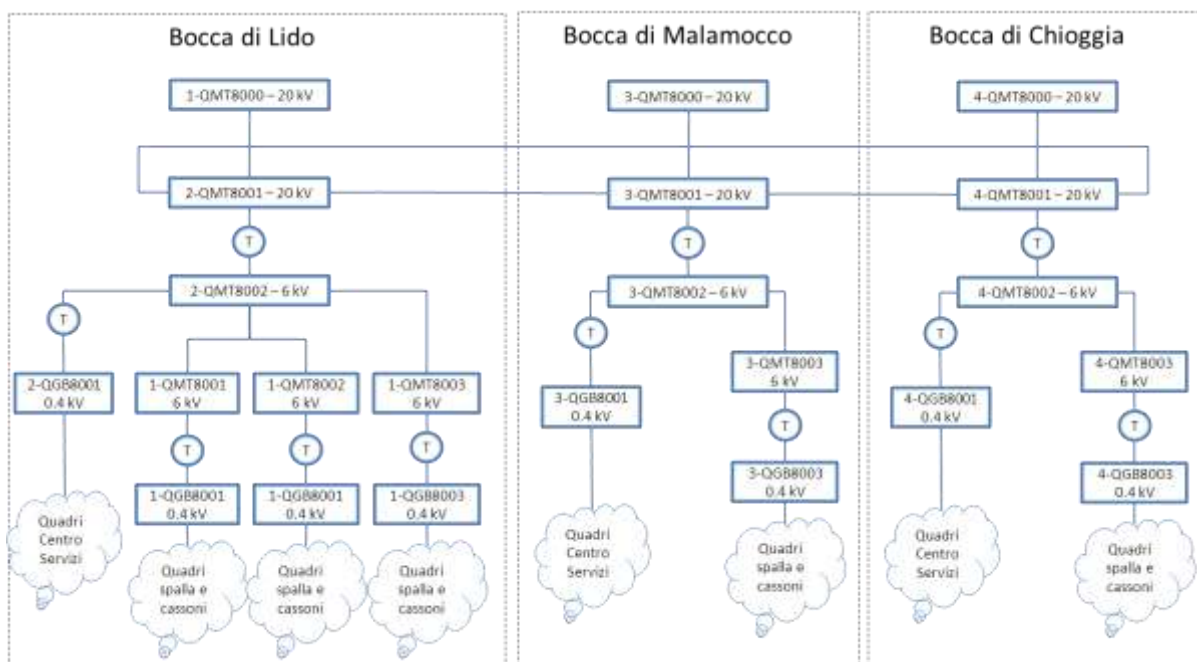 Bocca di Lido
1-QMT8000 – 20 kV
2-QMT8001 – 20 kV
T
2-QMT8002 – 6 kV
T
2-QGB8001
0.4 kV
1-QMT8001
6 kV
1-QMT8002
6 kV
1-QMT8003
6 kV
T
T
T
1-QGB8001
0.4 kV
1-QGB8001
0.4 kV
1-QGB8003
0.4 kV
Quadri
Centro
Servizi
Quadri
spalla e
cassoni
Quadri
spalla e
cassoni
Quadri
spalla e
cassoni
Bocca di Malamocco
3-QMT8000 – 20 kV
3-QMT8001 – 20 kV
T
3-QMT8002 – 6 kV
T
3-QGB8001
0.4 kV
3-QMT8003
6 kV
T
3-QGB8003
0.4 kV
Quadri
Centro
Servizi
Quadri
spalla e
cassoni
Bocca di Chioggia
4-QMT8000 – 20 kV
4-QMT8001 – 20 kV
T
4-QMT8002 – 6 kV
T
4-QGB8001
0.4 kV
4-QMT8003
6 kV
T
4-QGB8003
0.4 kV
Quadri
Centro
Servizi
Quadri
spalla e
cassoni